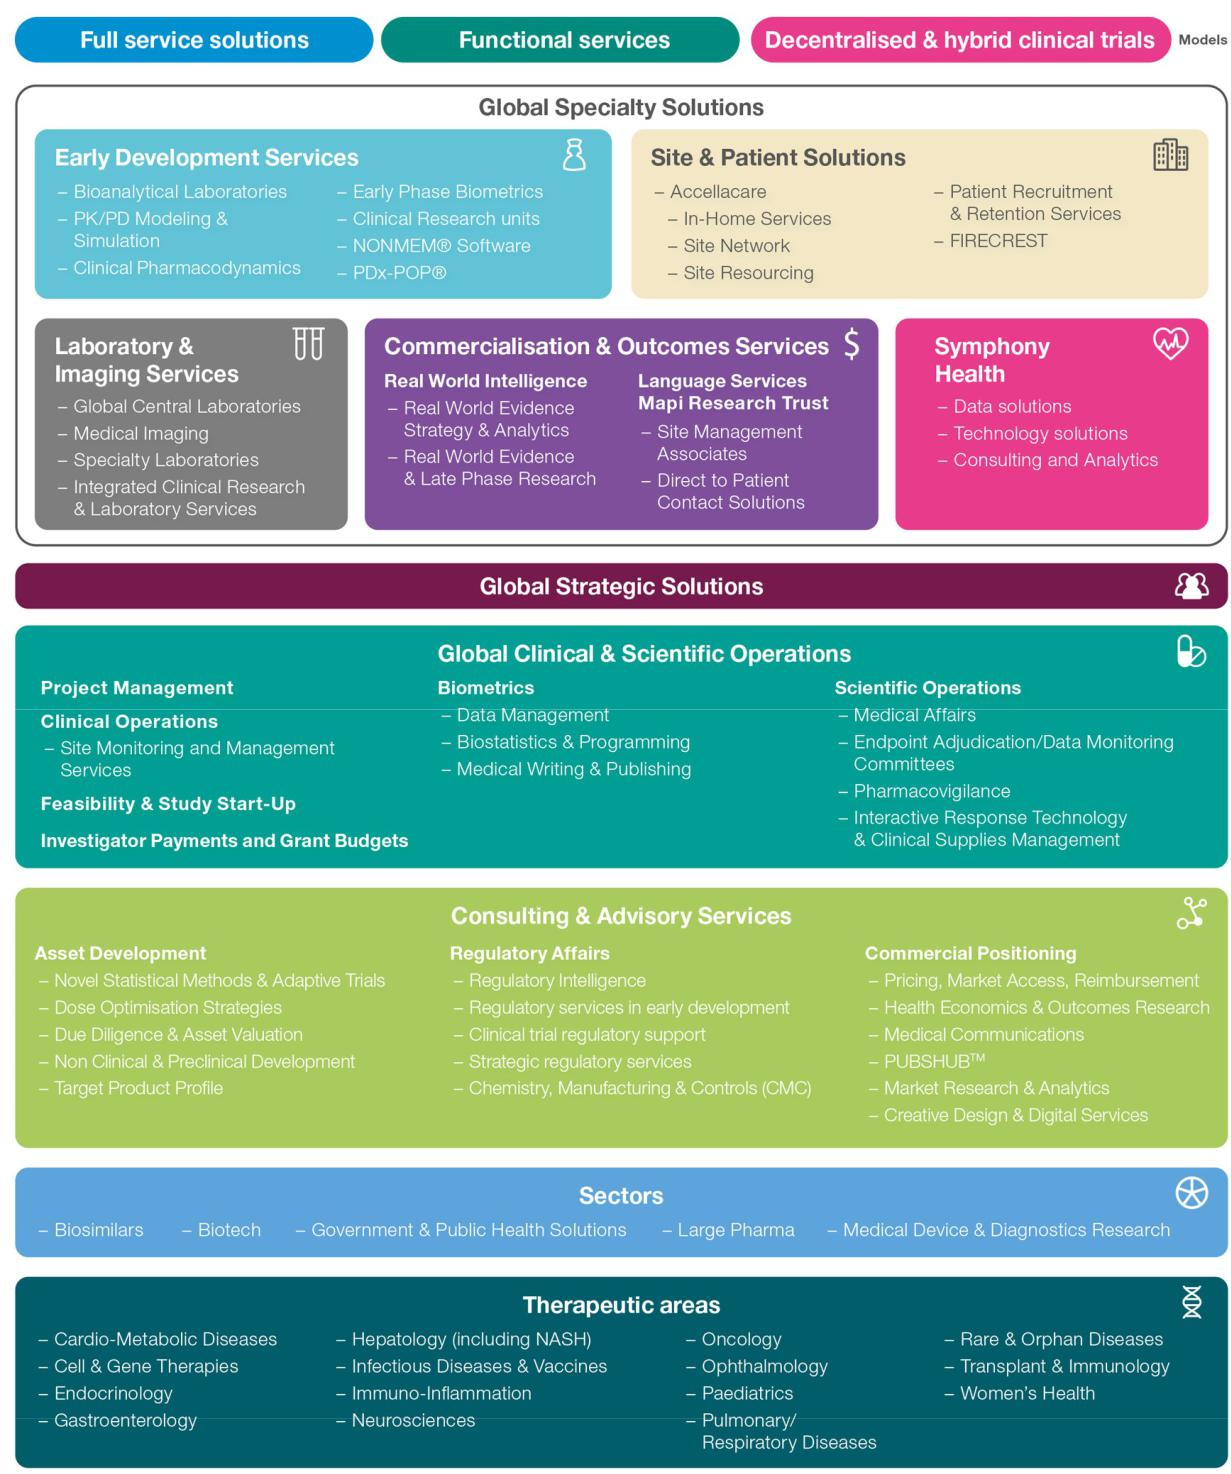 Full service solutions
Functional services
Decentralised & hybrid clinical trials
Models
Global Specialty Solutions
Early Development Services
– Bioanalytical Laboratories
– PK/PD Modeling &
Simulation
– Clinical Pharmacodynamics
– Early Phase Biometrics
– Clinical Research units
– NONMEM® Software
– PDx-POP®
Site & Patient Solutions
– Accellacare
– In-Home Services
– Site Network
– Site Resourcing
– Patient Recruitment
& Retention Services
– FIRECREST
Laboratory &
Imaging Services
– Global Central Laboratories
– Medical Imaging
– Specialty Laboratories
– Integrated Clinical Research
& Laboratory Services
Commercialisation & Outcomes Services
Real World Intelligence
– Real World Evidence
Strategy & Analytics
– Real World Evidence
& Late Phase Research
Language Services
Mapi Research Trust
– Site Management
Associates
– Direct to Patient
Contact Solutions
Symphony
Health
– Data solutions
– Technology solutions
– Consulting and Analytics
Global Strategic Solutions
Global Clinical & Scientific Operations
Project Management
Clinical Operations
– Site Monitoring and Management
Services
Feasibility & Study Start-Up
Investigator Payments and Grant Budgets
Biometrics
– Data Management
– Biostatistics & Programming
– Medical Writing & Publishing
Scientific Operations
– Medical Affairs
– Endpoint Adjudication/Data Monitoring
Committees
– Pharmacovigilance
– Interactive Response Technology
& Clinical Supplies Management
Consulting & Advisory Services
Asset Development
– Novel Statistical Methods & Adaptive Trials
– Dose Optimisation Strategies
– Due Diligence & Asset Valuation
– Non Clinical & Preclinical Development
– Target Product Profile
Regulatory Affairs
– Regulatory Intelligence
– Regulatory services in early development
– Clinical trial regulatory support
– Strategic regulatory services
– Chemistry, Manufacturing & Controls (CMC)
Commercial Positioning
– Pricing, Market Access, Reimbursement
– Health Economics & Outcomes Research
– Medical Communications
– PUBSHUB™
– Market Research & Analytics
– Creative Design & Digital Services
Sectors
– Biosimilars – Biotech – Government & Public Health Solutions – Large Pharma – Medical Device & Diagnostics Research
Therapeutic areas
– Cardio-Metabolic Diseases
– Cell & Gene Therapies
– Endocrinology
– Gastroenterology
– Hepatology (including NASH)
– Infectious Diseases & Vaccines
– Immuno-Inflammation
– Neurosciences
– Oncology
– Ophthalmology
– Paediatrics
– Pulmonary/
Respiratory Diseases
– Rare & Orphan Diseases
– Transplant & Immunology
– Women’s Health